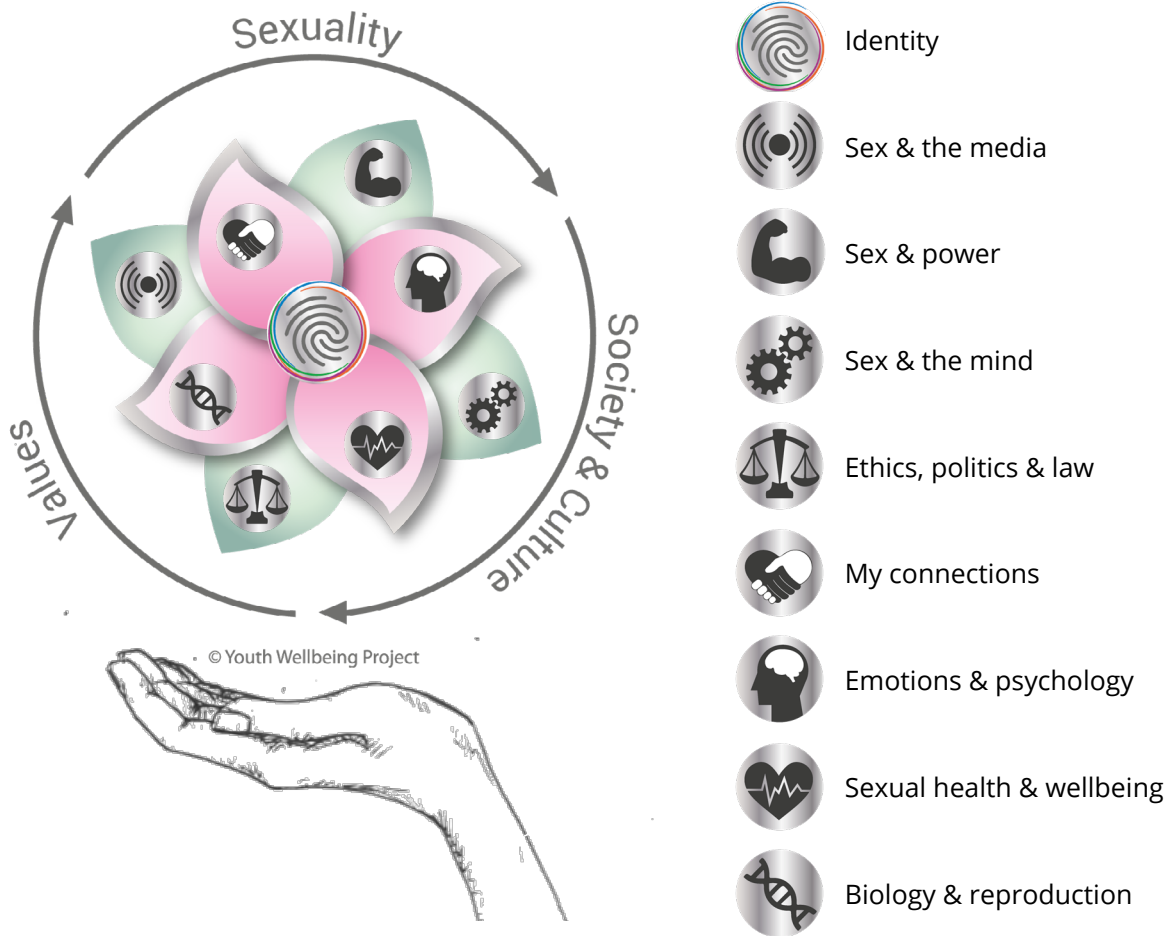 Sexuality
Society & Culture
Values
© Youth Wellbeing Project
Identity
Sex & the media
Sex & power
Sex & the mind
Ethics, politics & law
My connections
Emotions & psychology
Sexual health & wellbeing
Biology & reproduction